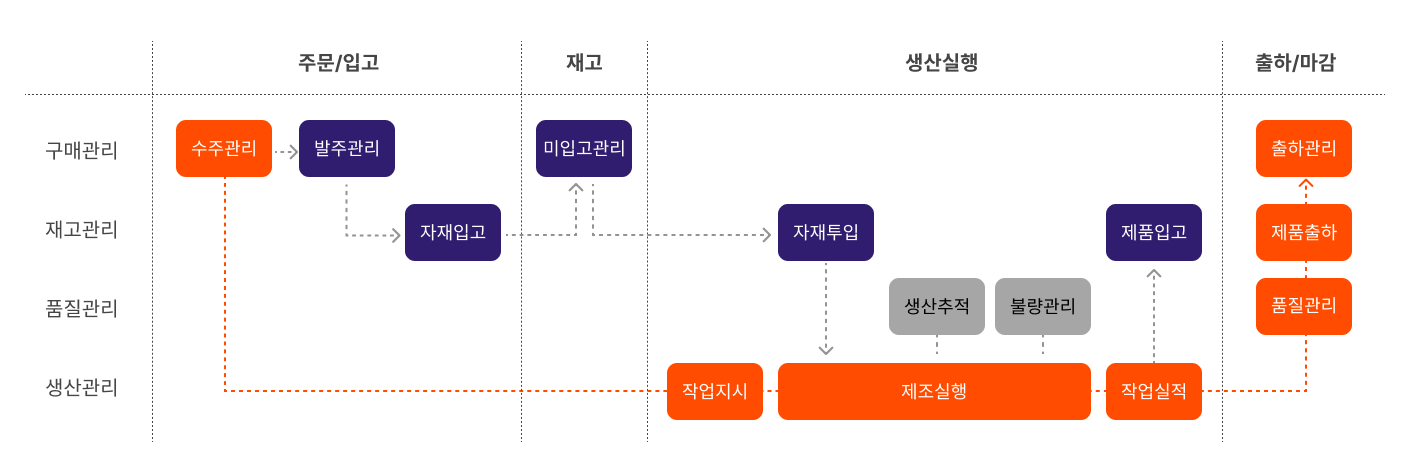 주문/입고
재고
생산실행
출하/마감
구매관리
수주관리
발주관리
미입고관리
출하관리
재고관리
자재입고
자재투입
제품입고
제품출하
품질관리
생산추적
불량관리
품질관리
생산관리
작업지시
제조실행
작업실적